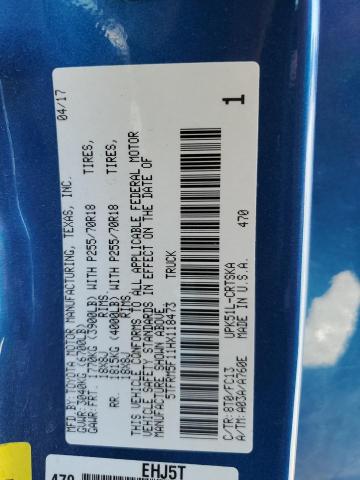 MFD.BY: TOYOTA MOTOR MANUFACTURING, TEXAS, INC. 04/17
GVWR: 3040KG (6700LB)
GAWR: FRT. 1770KG (3900LB) WITH P255/70R18 TIRES,
18X8J RIMS
RR. 1815KG (4000LB) WITH P255/70R18 TIRES,
18X8J RIMS
THIS VEHICLE CONFORMS TO ALL APPLICABLE FEDERAL MOTOR
VEHICLE SAFETY STANDARDS IN EFFECT ON THE DATE OF
MANUFACTURE SHOWN ABOVE.
5TFRM5F11HX118473 TRUCK
1
C/TR: 8T0/FC13 UPK51L-CRTSKA 470
A/TM: A03A/A760E MADE IN U.S.A.
470
EHJ5T